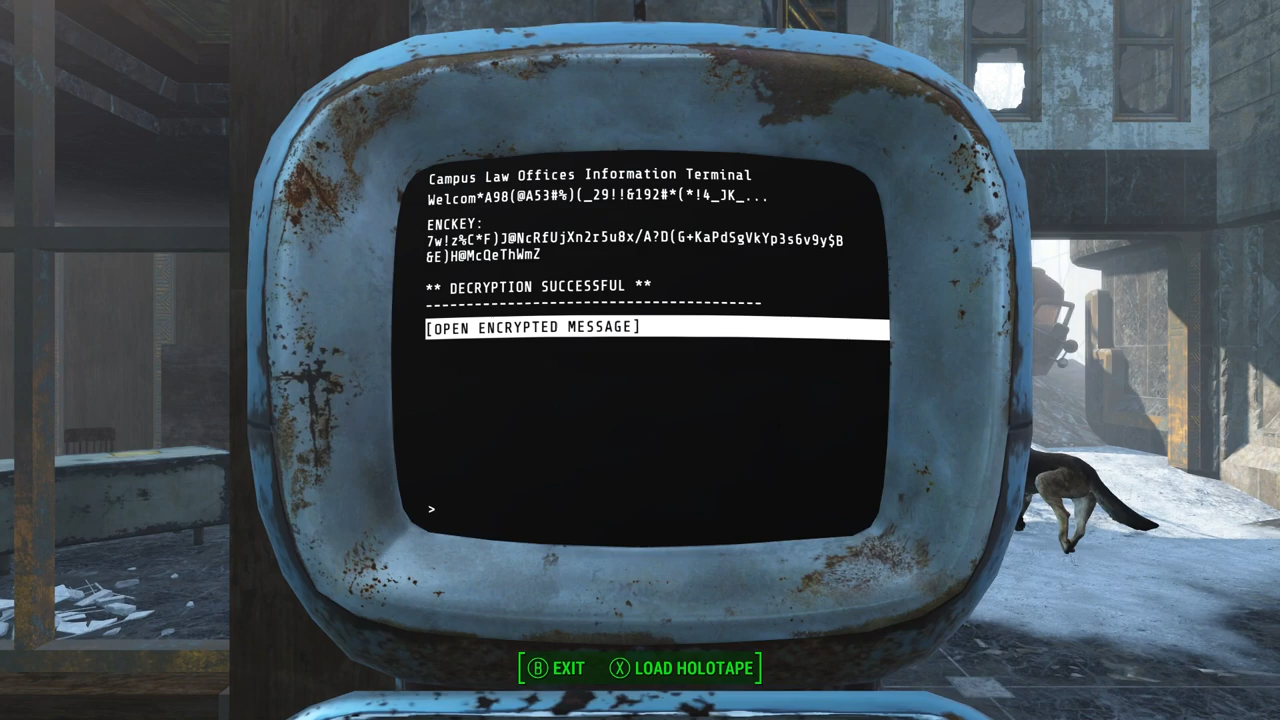 Campus Law Offices Information Terminal
Welcom*A98(@A53#%)(_29!!&192#*(*!4_JK_...
ENCKEY:
7w!z%C*F)J@NcRfUjXn2r5u8x/A?D(G+KaPdSgVkYp3s6v9y$B
&E)H@McQeThWmZ
** DECRYPTION SUCCESSFUL **
-----------------------------------------
[OPEN ENCRYPTED MESSAGE]
>
[Ⓑ EXIT Ⓧ LOAD HOLOTAPE]